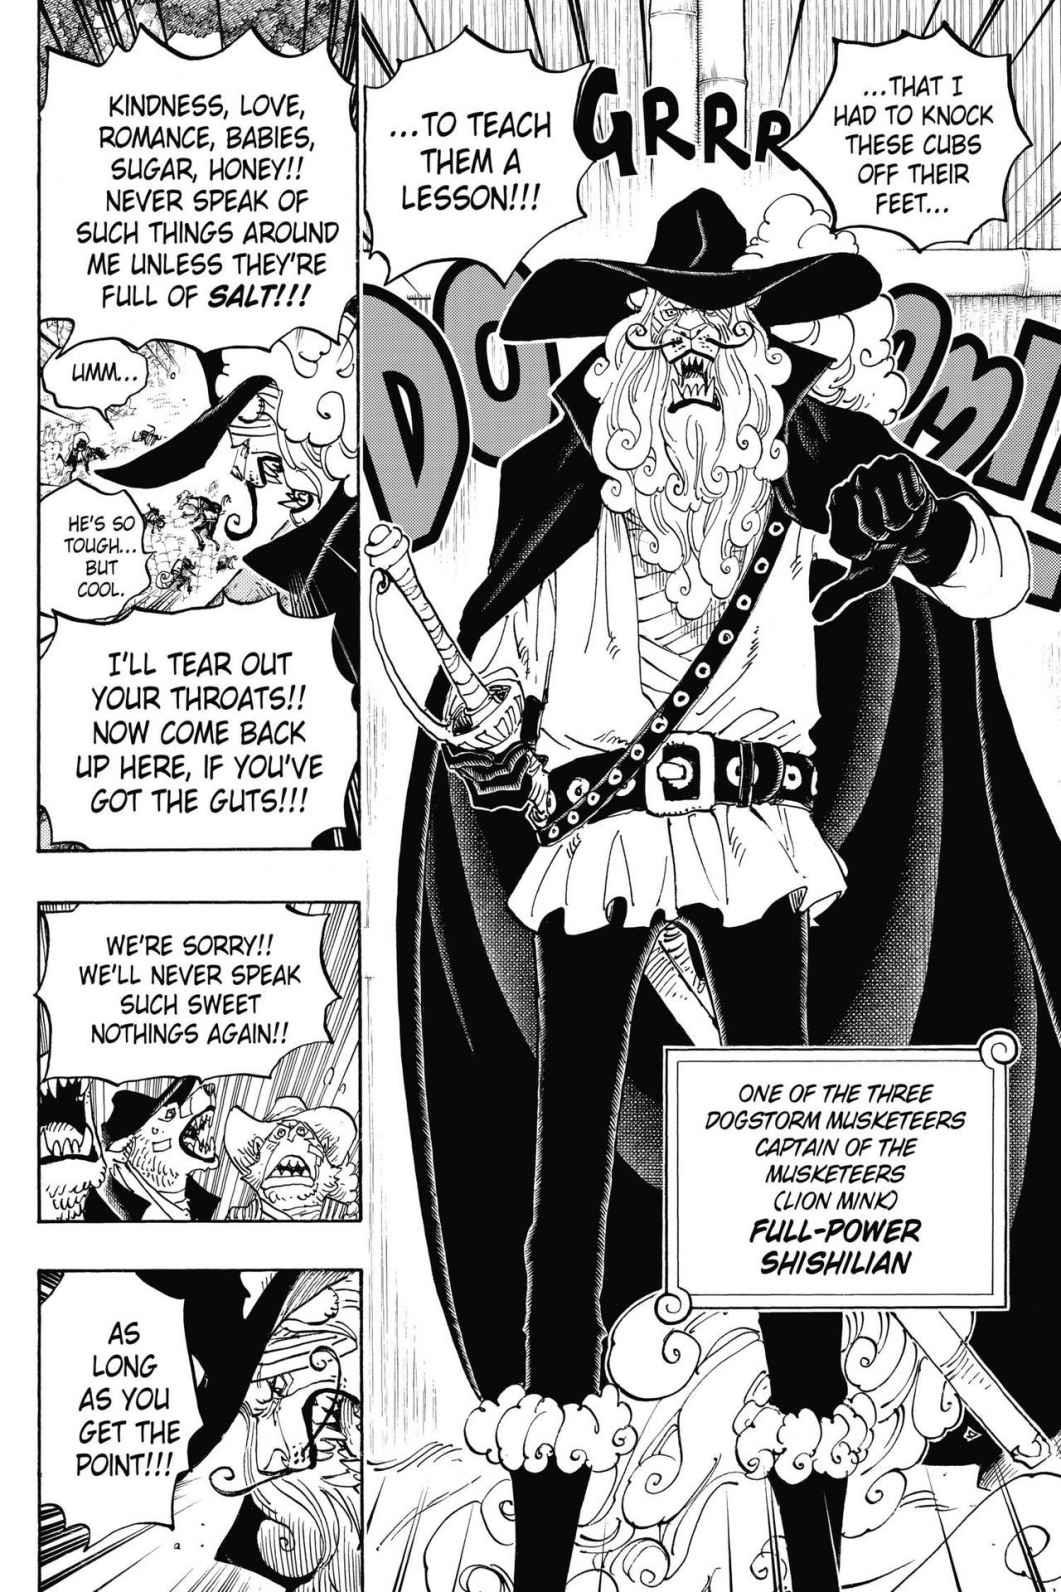 ...THAT I
HAD TO KNOCK
THESE CUBS
OFF THEIR
FEET...
GRRR
...TO TEACH
THEM A
LESSON!!!
DOOM!!
KINDNESS, LOVE,
ROMANCE, BABIES,
SUGAR, HONEY!!
NEVER SPEAK OF
SUCH THINGS AROUND
ME UNLESS THEY'RE
FULL OF SALT!!!
UMM...
HE'S SO
TOUGH...
BUT
COOL.
I'LL TEAR OUT
YOUR THROATS!!
NOW COME BACK
UP HERE, IF YOU'VE
GOT THE GUTS!!!
WE'RE SORRY!!
WE'LL NEVER SPEAK
SUCH SWEET
NOTHINGS AGAIN!!
ONE OF THE THREE
DOGSTORM MUSKETEERS
CAPTAIN OF THE
MUSKETEERS
(LION MINK)
FULL-POWER
SHISHILIAN
AS
LONG
AS YOU
GET THE
POINT!!!